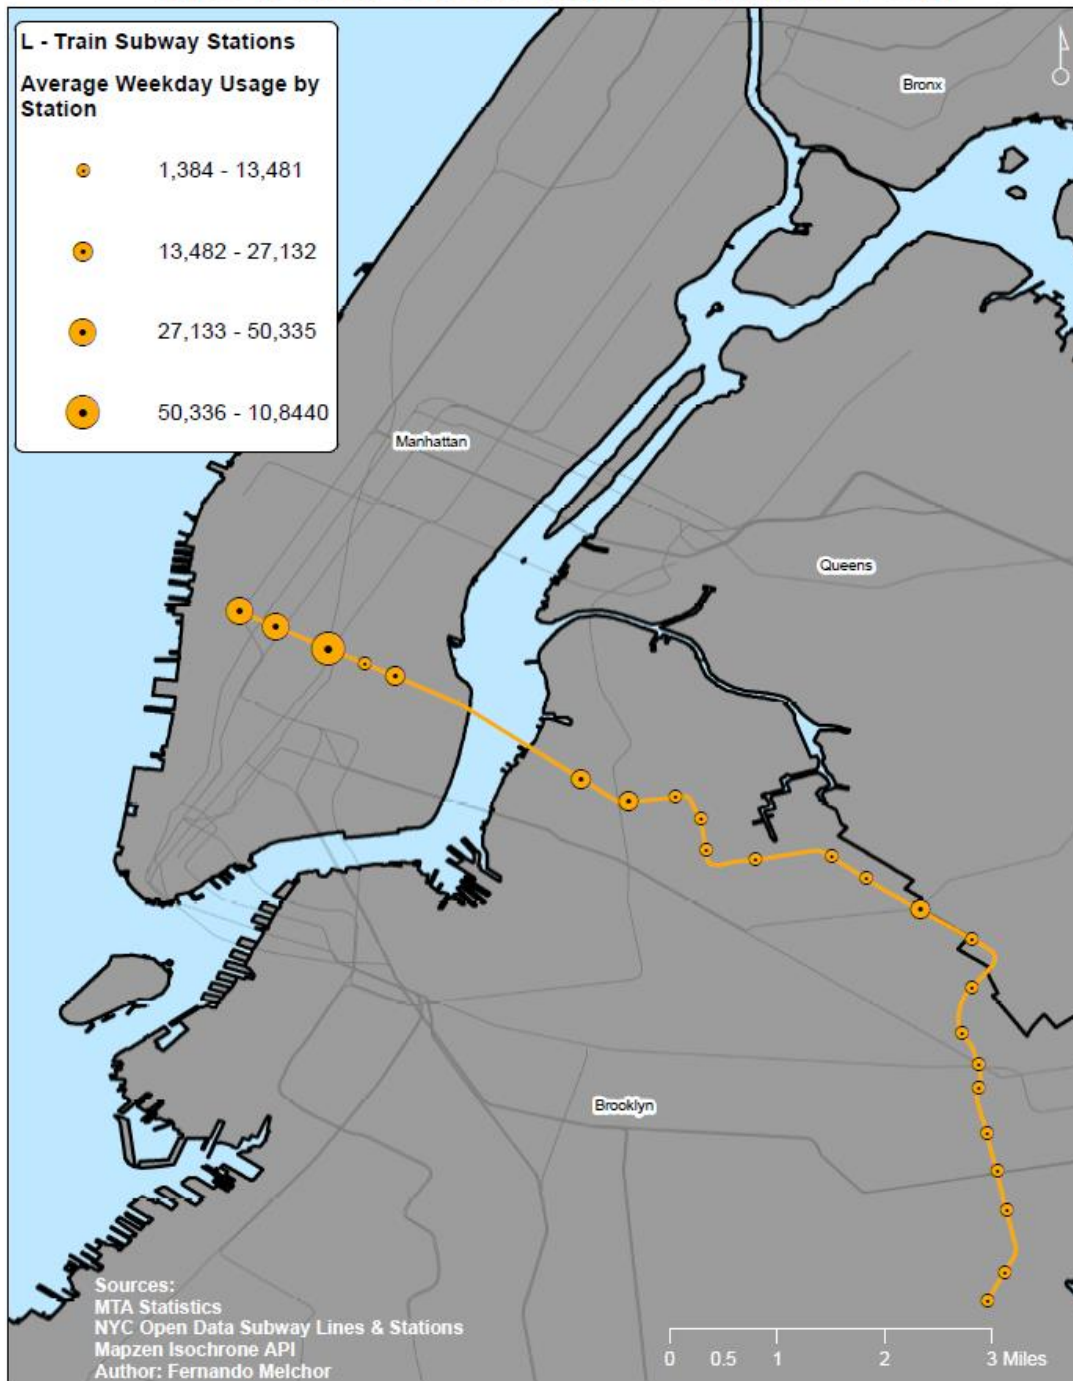 L - Train Subway Stations
Average Weekday Usage by
Station
1,384 - 13,481
13,482 - 27,132
27,133 - 50,335
50,336 - 10,8440
Bronx
Manhattan
Queens
Brooklyn
Sources:
MTA Statistics
NYC Open Data Subway Lines & Stations
Mapzen Isochrone API
Author: Fernando Melchor
0 0.5 1 2 3 Miles